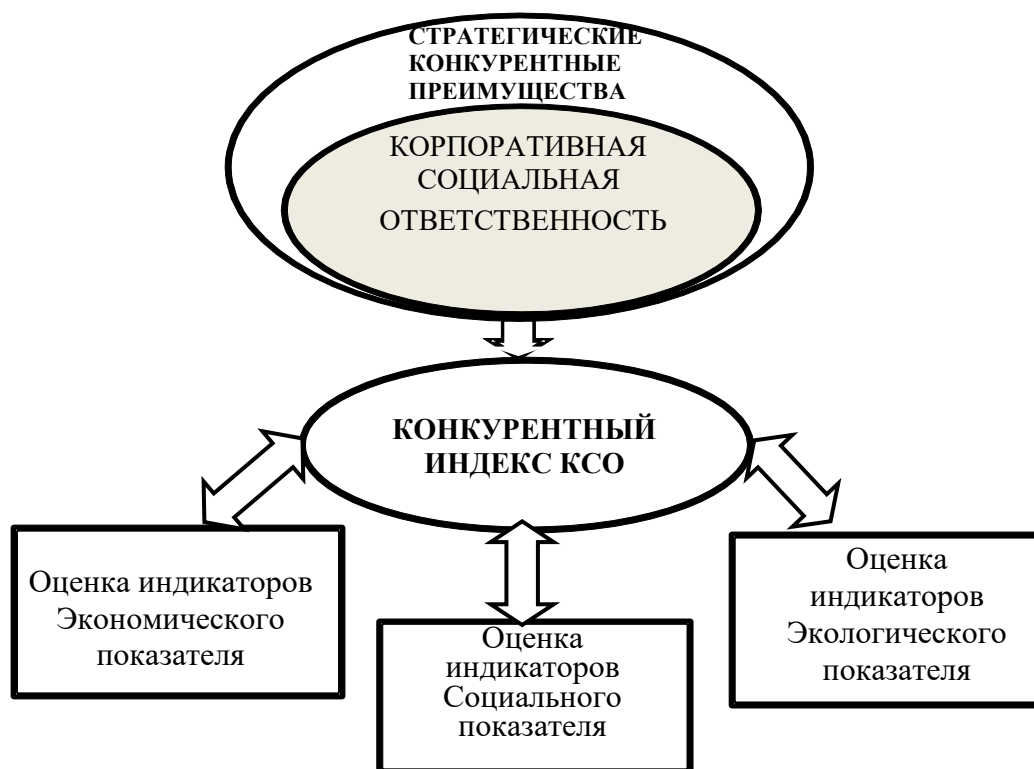 СТРАТЕГИЧЕСКИЕ
КОНКУРЕНТНЫЕ
ПРЕИМУЩЕСТВА
КОРПОРАТИВНАЯ
СОЦИАЛЬНАЯ
ОТВЕТСТВЕННОСТЬ
КОНКУРЕНТНЫЙ
ИНДЕКС КСО
Оценка индикаторов
Экономического
показателя
Оценка
индикаторов
Социального
показателя
Оценка
индикаторов
Экологического
показателя